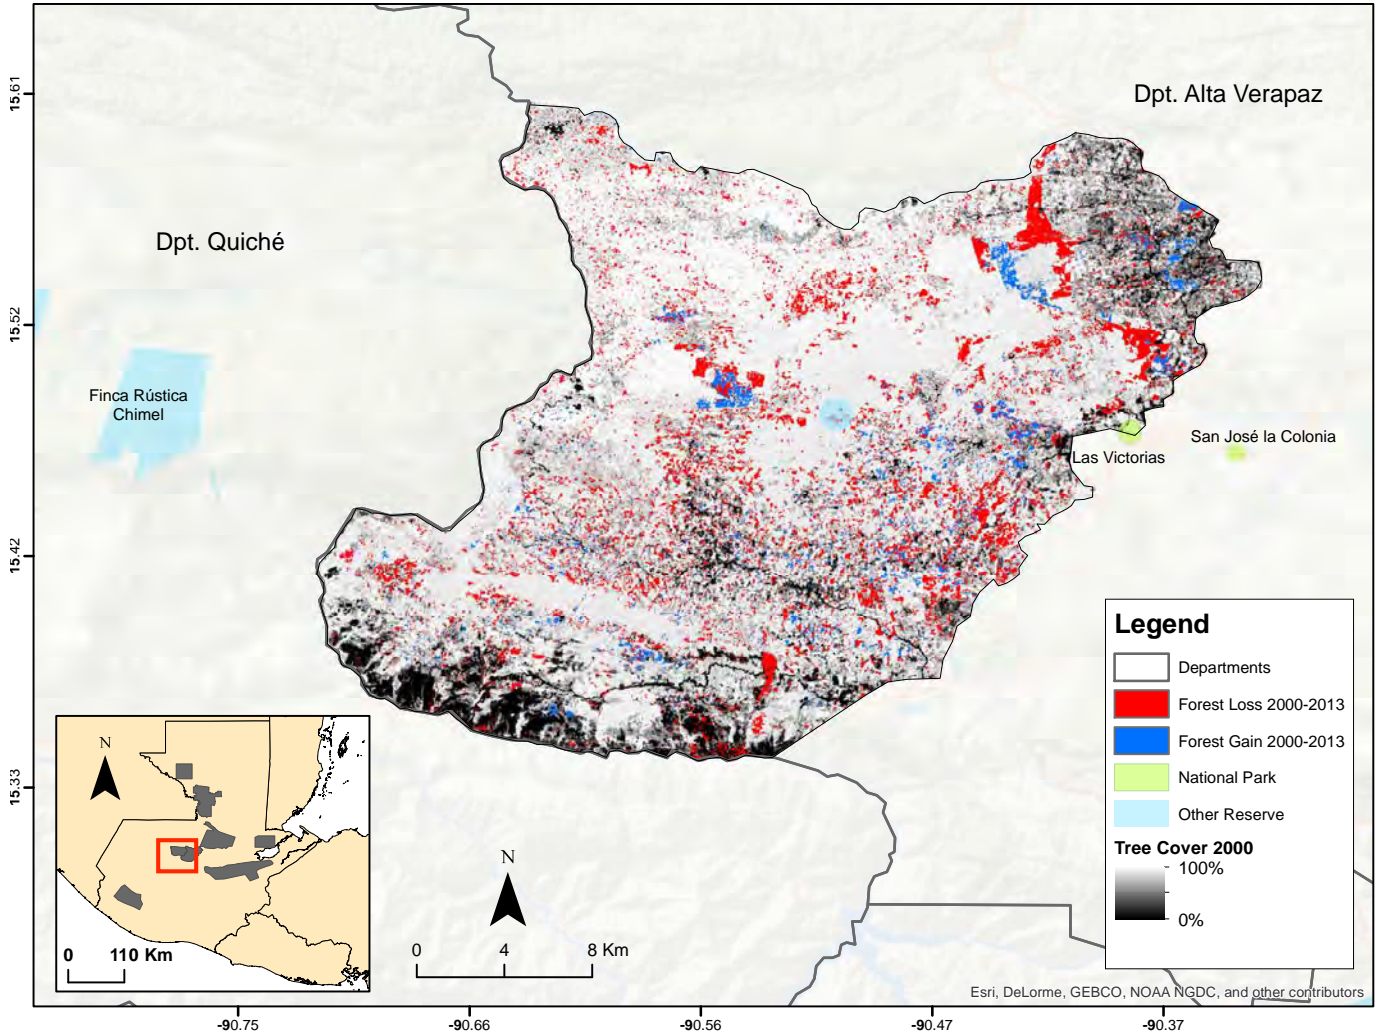 Dpt. Alta Verapaz
Dpt. Quiché
Finca Rústica
Chimel
San José la Colonia
Las Victorias
15.61
15.52
15.42
15.33
-90.75
-90.66
-90.56
-90.47
-90.37
N
0
110 Km
N
0
4
8 Km
Legend
Departments
Forest Loss 2000-2013
Forest Gain 2000-2013
National Park
Other Reserve
Tree Cover 2000
100%
0%
Esri, DeLorme, GEBCO, NOAA NGDC, and other contributors